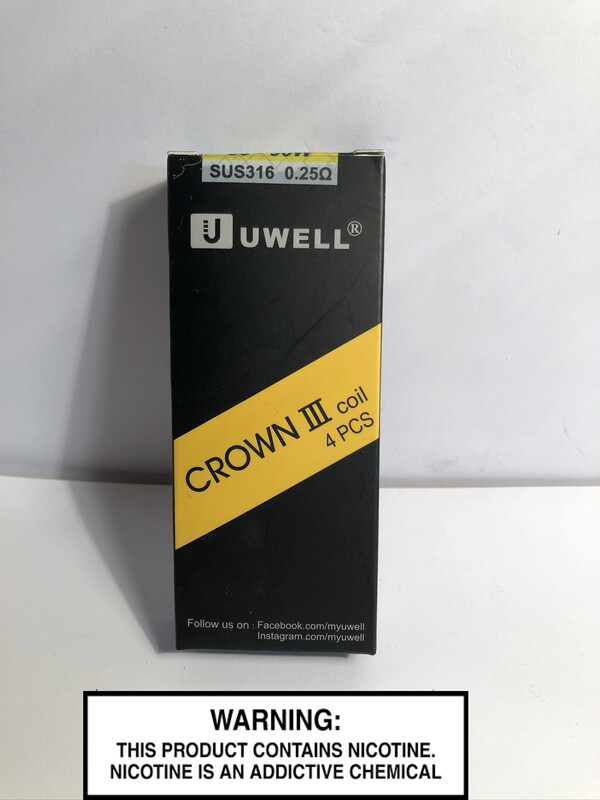 SUS316 0.25Ω
U UWELL®
CROWN III coil
4 PCS
Follow us on : Facebook.com/myuwell
Instagram.com/myuwell
WARNING:
THIS PRODUCT CONTAINS NICOTINE.
NICOTINE IS AN ADDICTIVE CHEMICAL